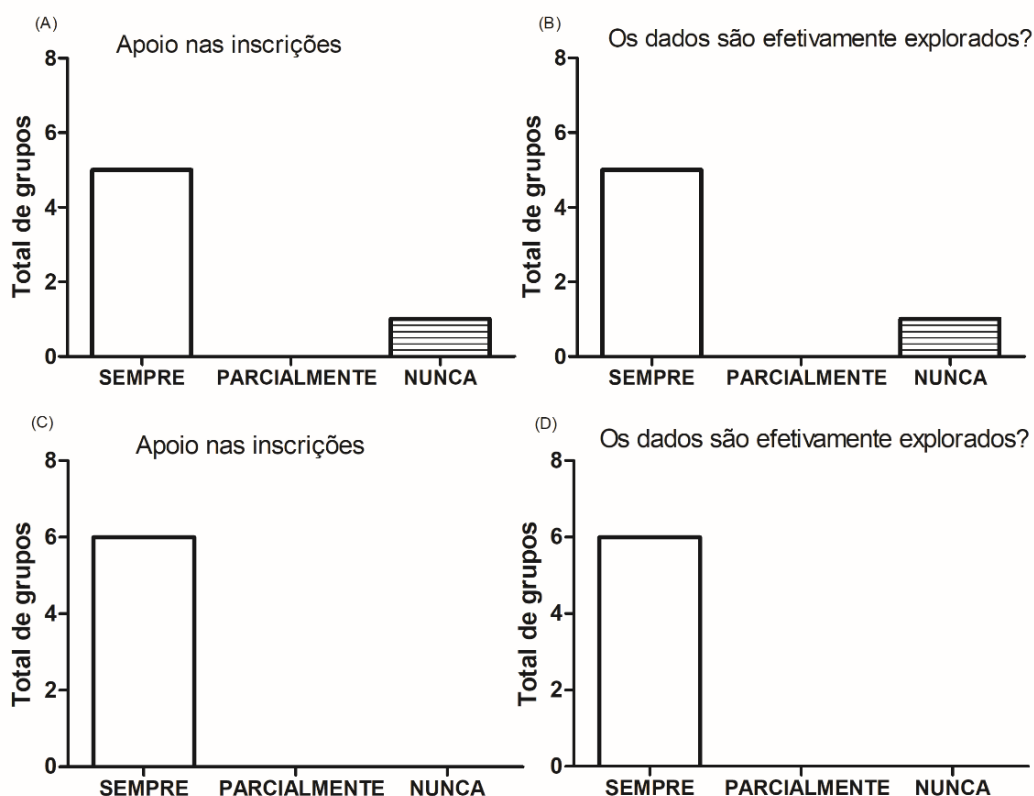 (A)
Apoio nas inscrições
8
6
4
2
0
Total de grupos
SEMPRE PARCIALMENTE NUNCA
(B)
Os dados são efetivamente explorados?
8
6
4
2
0
Total de grupos
SEMPRE PARCIALMENTE NUNCA
(C)
Apoio nas inscrições
8
6
4
2
0
Total de grupos
SEMPRE PARCIALMENTE NUNCA
(D)
Os dados são efetivamente explorados?
8
6
4
2
0
Total de grupos
SEMPRE PARCIALMENTE NUNCA